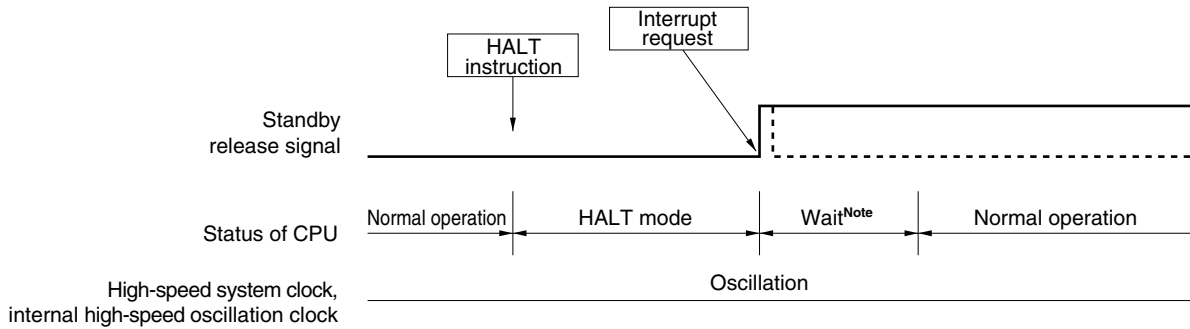 Interrupt
request
HALT
instruction
Standby
release signal
Status of CPU
Normal operation
HALT mode
WaitNote
Normal operation
High-speed system clock,
internal high-speed oscillation clock
Oscillation